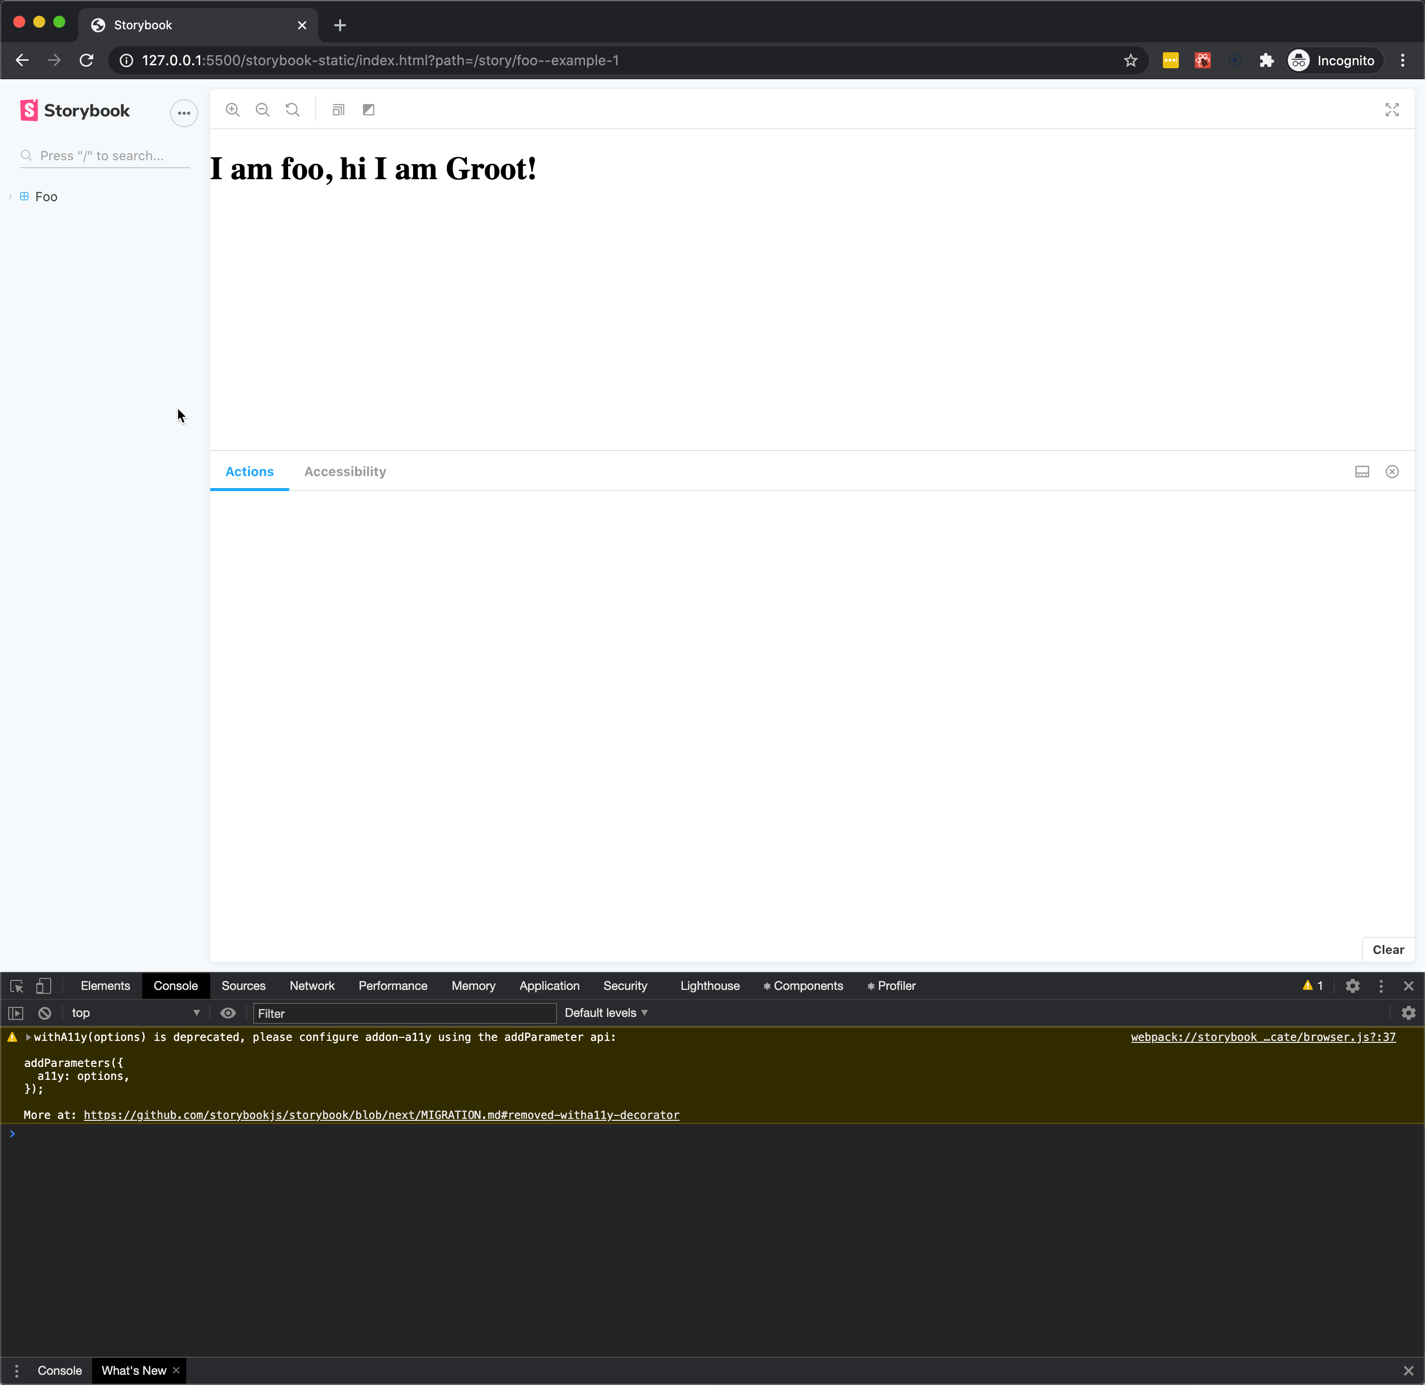 Storybook
127.0.0.1:5500/storybook-static/index.html?path=/story/foo--example-1
Incognito
Storybook
Press "/" to search...
Foo
I am foo, hi I am Groot!
Actions Accessibility
Clear
Elements Console Sources Network Performance Memory Application Security Lighthouse Components Profiler 1
top Filter Default levels
withA11y(options) is deprecated, please configure addon-a11y using the addParameter api: webpack://storybook_…cate/browser.js?:37
addParameters({
a11y: options,
});
More at: https://github.com/storybookjs/storybook/blob/next/MIGRATION.md#removed-witha11y-decorator
Console What's New